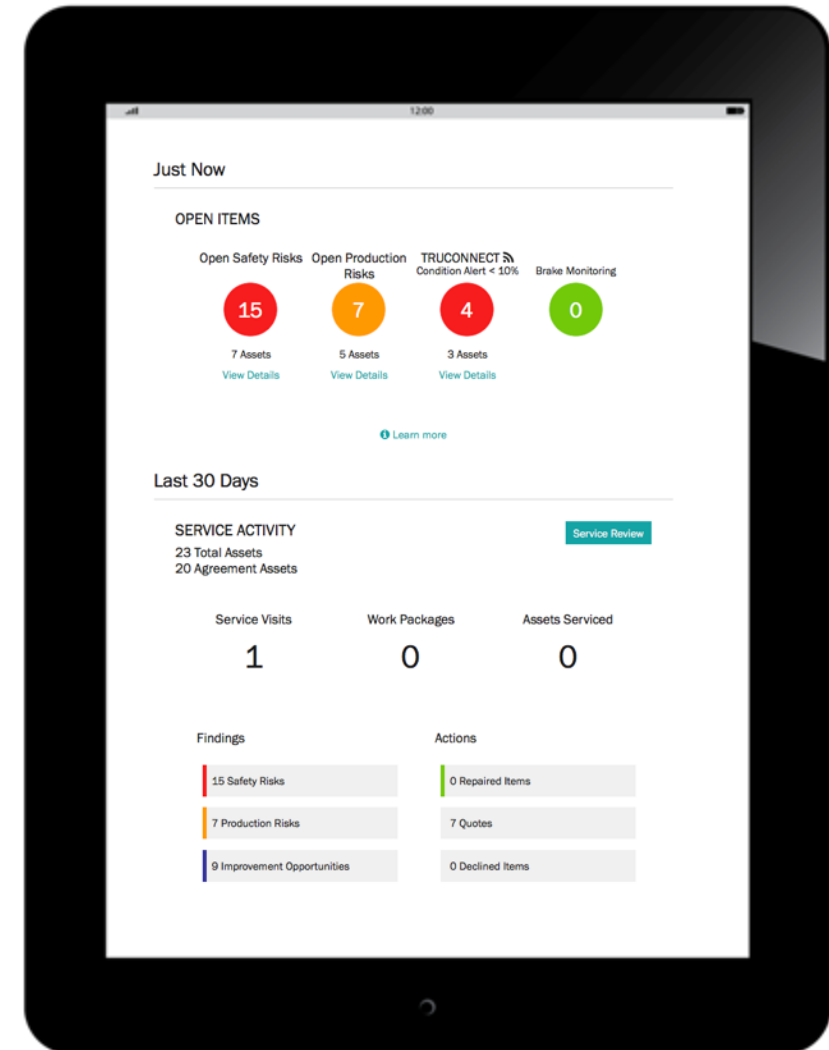 12:00
Just Now
OPEN ITEMS
Open Safety Risks
Open Production
Risks
TRUCONNECT
Condition Alert < 10%
Brake Monitoring
15
7
4
0
7 Assets
5 Assets
3 Assets
View Details
View Details
View Details
Learn more
Last 30 Days
SERVICE ACTIVITY
Service Review
23 Total Assets
20 Agreement Assets
Service Visits
Work Packages
Assets Serviced
1
0
0
Findings
Actions
15 Safety Risks
0 Repaired Items
7 Production Risks
7 Quotes
9 Improvement Opportunities
0 Declined Items